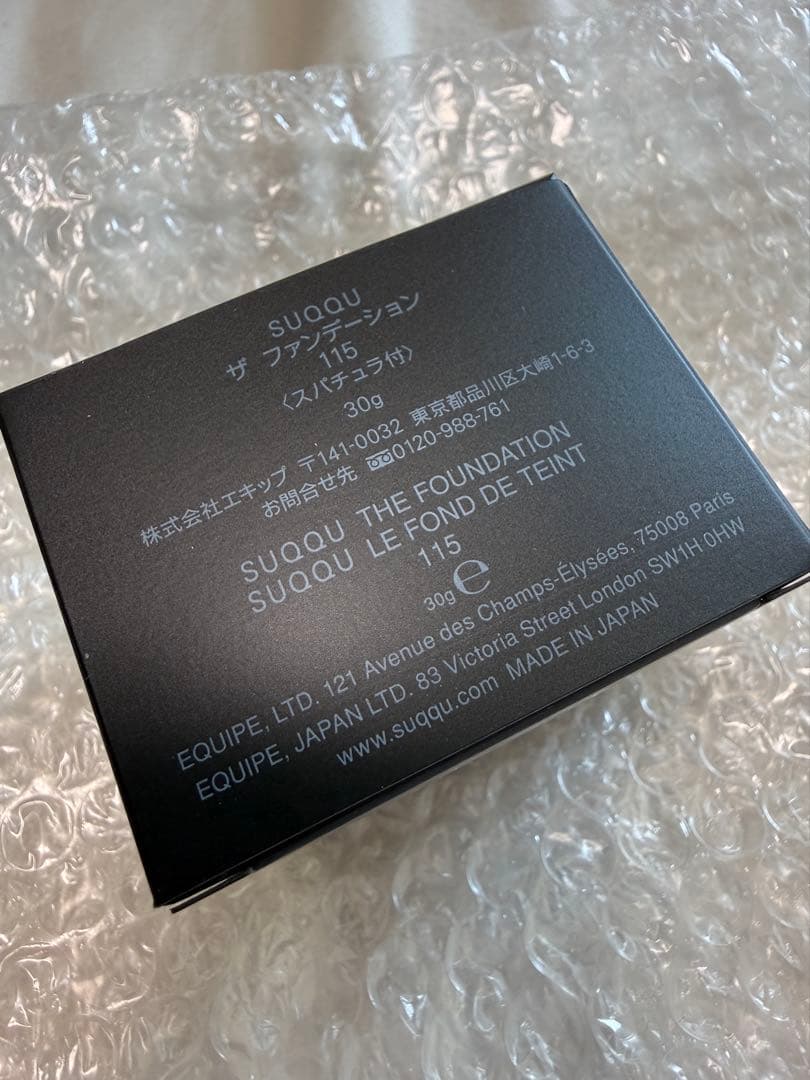 SUQQU
ザ ファンデーション
115
〈スパチュラ付〉
30g
株式会社エキップ 〒141-0032 東京都品川区大崎1-6-3
お問合せ先 0120-988-761
SUQQU THE FOUNDATION
SUQQU LE FOND DE TEINT
115
30g ℮
EQUIPE, LTD. 121 Avenue des Champs-Élysées, 75008 Paris
EQUIPE, JAPAN LTD. 83 Victoria Street London SW1H 0HW
www.suqqu.com MADE IN JAPAN